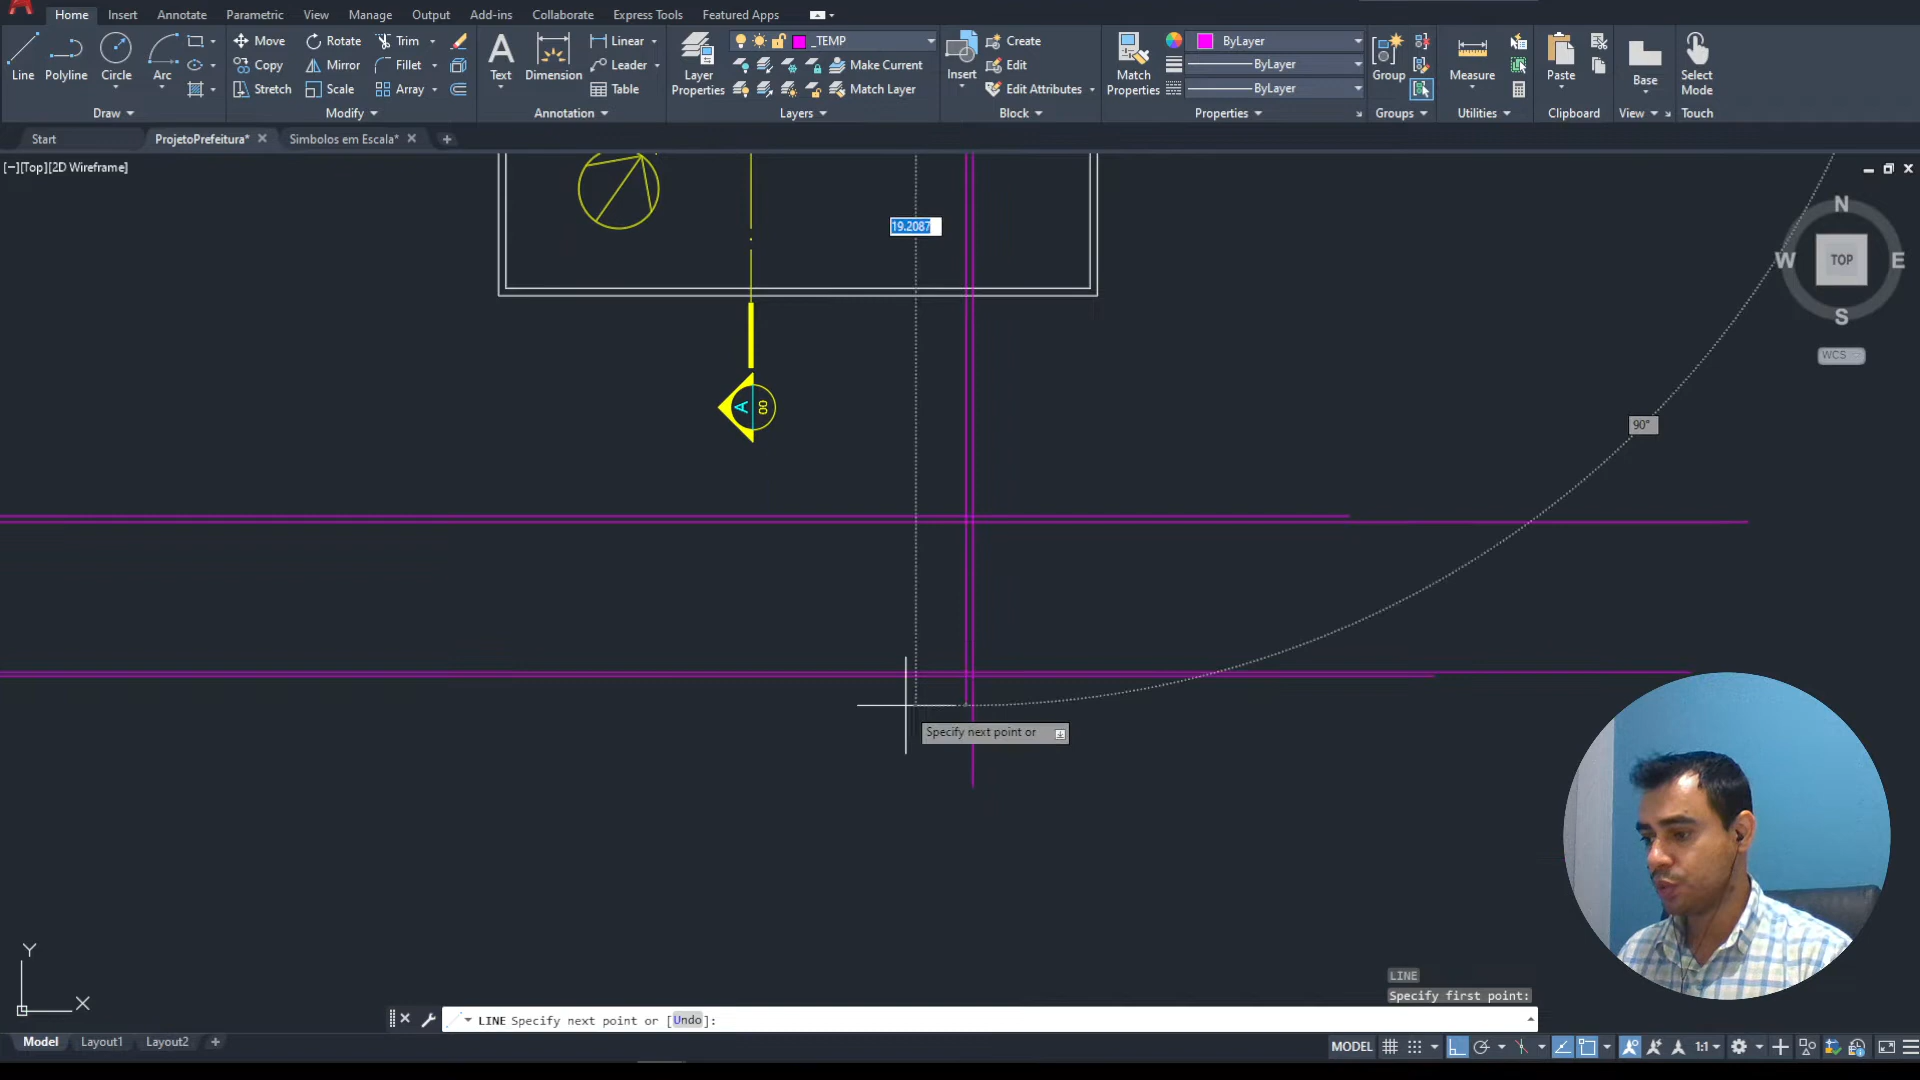 Home Insert Annotate Parametric View Manage Output Add-ins Collaborate Express Tools Featured Apps
Move Rotate Trim Linear _TEMP Create ByLayer
Copy Mirror Fillet Leader Make Current Edit ByLayer
Stretch Scale Array Table Match Layer Edit Attributes ByLayer
Line Polyline Circle Arc Text Dimension Layer Properties Insert Match Properties Group Measure Paste Base Select Mode
Draw Modify Annotation Layers Block Properties Groups Utilities Clipboard View Touch
Start ProjetoPrefeitura* Simbolos em Escala*
[−][Top][2D Wireframe]
N
W TOP E
S
WCS
19.2087
A 00
90°
Specify next point or
Y
X
LINE
Specify first point:
LINE Specify next point or [Undo]:
Model Layout1 Layout2 +
MODEL 1:1